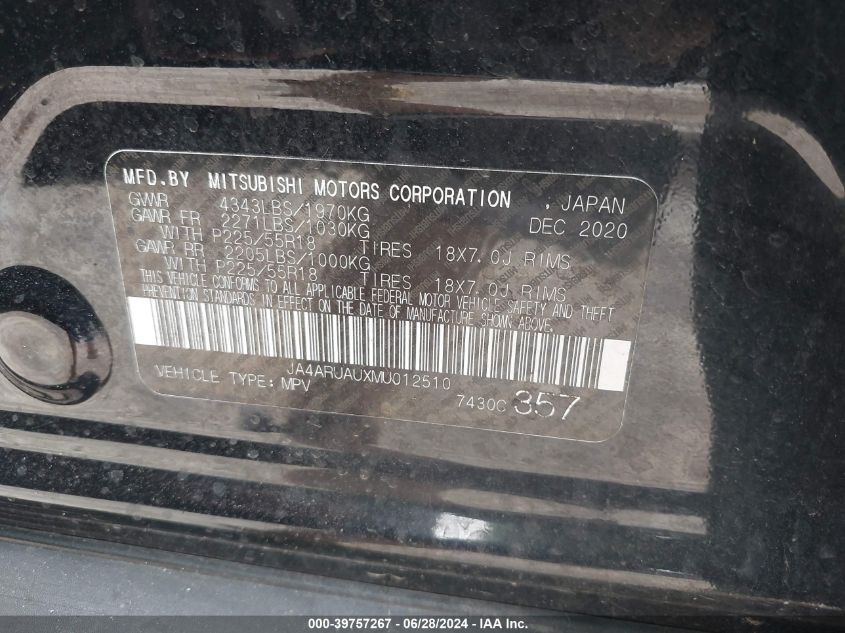 MFD.BY MITSUBISHI MOTORS CORPORATION , JAPAN
GVWR 4343LBS/1970KG DEC 2020
GAWR FR 2271LBS/1030KG
WITH P225/55R18 TIRES 18X7.0J RIMS
GAWR RR 2205LBS/1000KG
WITH P225/55R18 TIRES 18X7.0J RIMS
THIS VEHICLE CONFORMS TO ALL APPLICABLE FEDERAL MOTOR VEHICLE SAFETY AND THEFT
PREVENTION STANDARDS IN EFFECT ON THE DATE OF MANUFACTURE SHOWN ABOVE.
JA4ARUAUXMU012510
VEHICLE TYPE: MPV
7430C 357
000-39757267 - 06/28/2024 - IAAI.com